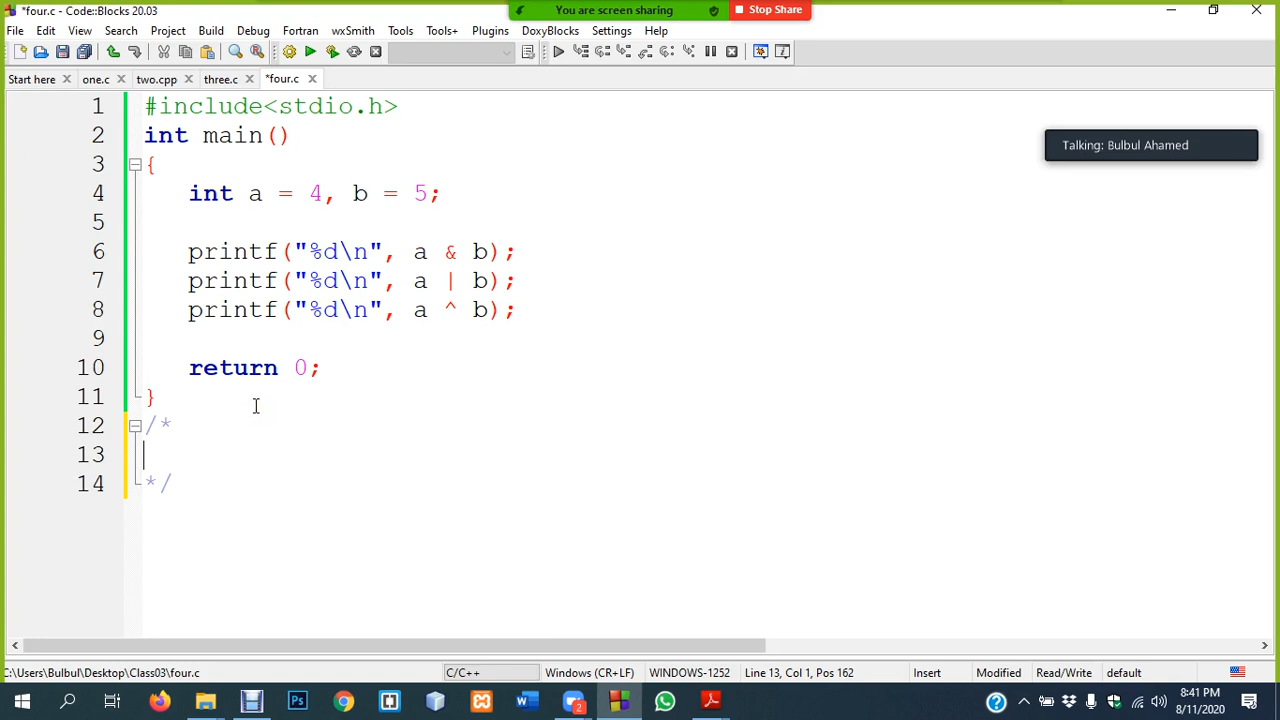 *four.c - Code::Blocks 20.03
You are screen sharing
Stop Share
File Edit View Search Project Build Debug Fortran wxSmith Tools Tools+ Plugins DoxyBlocks Settings Help
Start here one.c two.cpp three.c *four.c
Talking: Bulbul Ahamed
1 #include<stdio.h>
2 int main()
3 {
4 int a = 4, b = 5;
5
6 printf("%d\n", a & b);
7 printf("%d\n", a | b);
8 printf("%d\n", a ^ b);
9
10 return 0;
11 }
12 /*
13
14 */
C:\Users\Bulbul\Desktop\Class03\four.c C/C++ Windows (CR+LF) WINDOWS-1252 Line 13, Col 1, Pos 162 Insert Modified Read/Write default
Ps
2
8:41 PM
8/11/2020